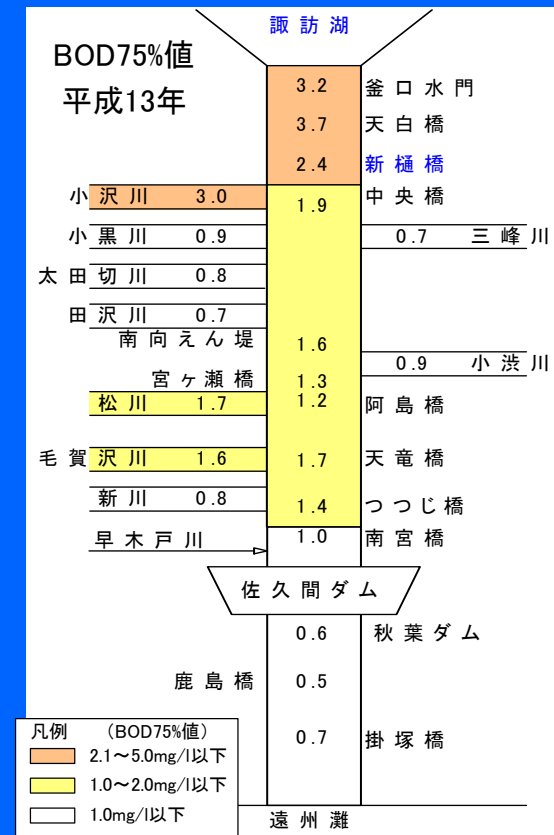 諏訪湖
BOD75%値
平成13年
3.2 釜口水門
3.7 天白橋
2.4 新樋橋
小沢川 3.0
1.9 中央橋
小黒川 0.9
0.7 三峰川
太田切川 0.8
田沢川 0.7
南向えん堤 1.6
0.9 小渋川
宮ヶ瀬橋 1.3
松川 1.7
1.2 阿島橋
毛賀沢川 1.6
1.7 天竜橋
新川 0.8
1.4 つつじ橋
早木戸川
1.0 南宮橋
佐久間ダム
0.6 秋葉ダム
鹿島橋 0.5
0.7 掛塚橋
凡例 (BOD75%値)
2.1～5.0mg/l以下
1.0～2.0mg/l以下
1.0mg/l以下
遠州灘